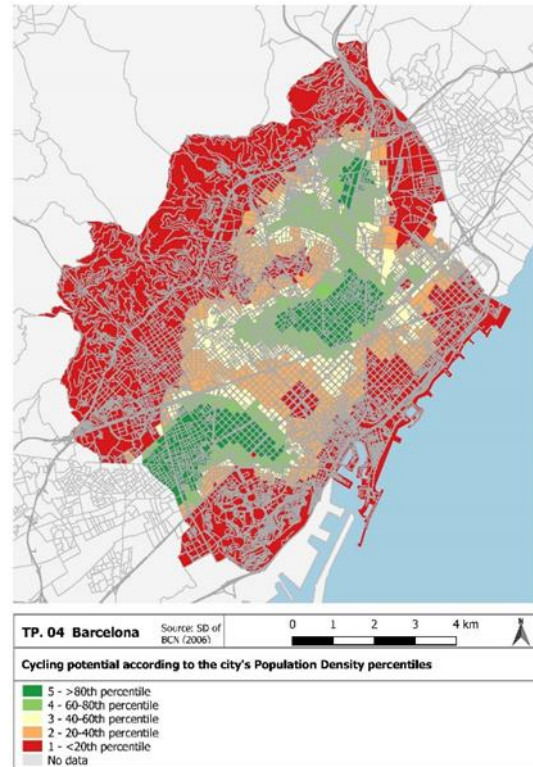 TP. 04 Barcelona
Source: SD of
BCN (2006)
0 1 2 3 4 km
N
Cycling potential according to the city's Population Density percentiles
5 - >80th percentile
4 - 60-80th percentile
3 - 40-60th percentile
2 - 20-40th percentile
1 - <20th percentile
No data